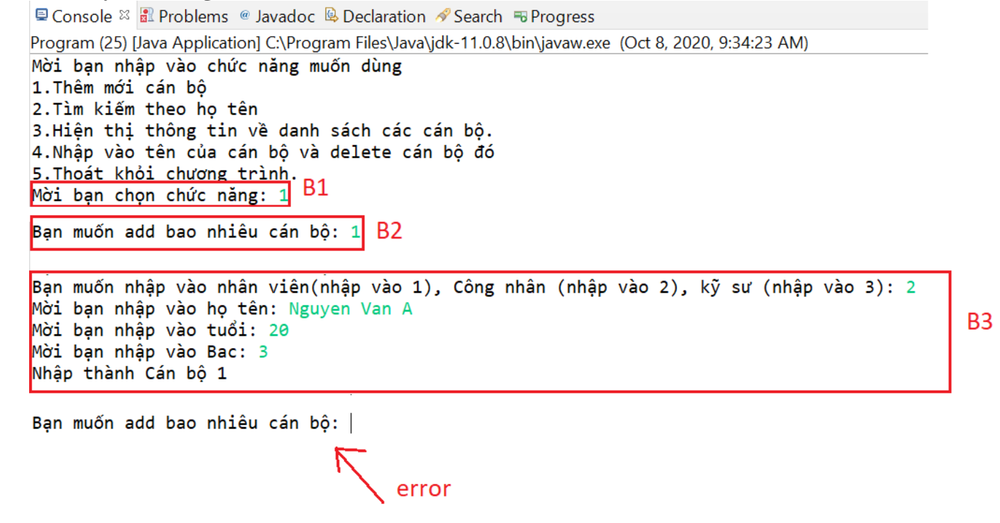 Console Problems @ Javadoc Declaration Search Progress
Program (25) [Java Application] C:\Program Files\Java\jdk-11.0.8\bin\javaw.exe (Oct 8, 2020, 9:34:23 AM)
Mời bạn nhập vào chức năng muốn dùng
1.Thêm mới cán bộ
2.Tìm kiếm theo họ tên
3.Hiện thị thông tin về danh sách các cán bộ.
4.Nhập vào tên của cán bộ và delete cán bộ đó
5.Thoát khỏi chương trình.
Mời bạn chọn chức năng: 1 B1
Bạn muốn add bao nhiêu cán bộ: 1 B2
Bạn muốn nhập vào nhân viên(nhập vào 1), Công nhân (nhập vào 2), kỹ sư (nhập vào 3): 2
Mời bạn nhập vào họ tên: Nguyen Van A
Mời bạn nhập vào tuổi: 20
B3
Mời bạn nhập vào Bac: 3
Nhập thành Cán bộ 1
Bạn muốn add bao nhiêu cán bộ:
error